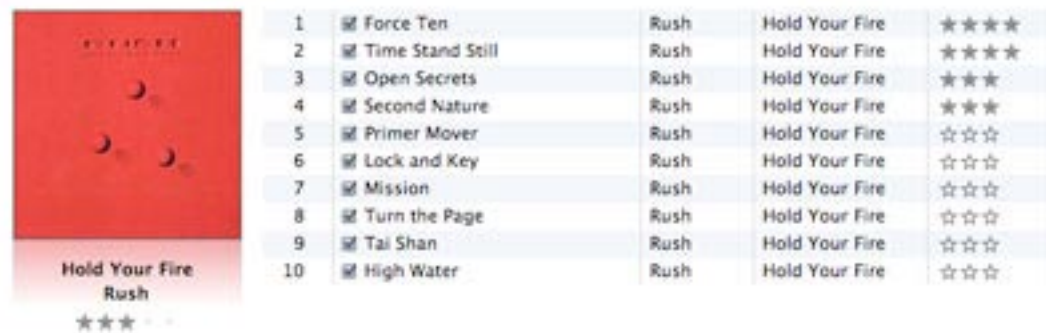 1 Force Ten Rush Hold Your Fire
2 Time Stand Still Rush Hold Your Fire
3 Open Secrets Rush Hold Your Fire
4 Second Nature Rush Hold Your Fire
5 Primer Mover Rush Hold Your Fire
6 Lock and Key Rush Hold Your Fire
7 Mission Rush Hold Your Fire
8 Turn the Page Rush Hold Your Fire
9 Tai Shan Rush Hold Your Fire
10 High Water Rush Hold Your Fire
Hold Your Fire
Rush